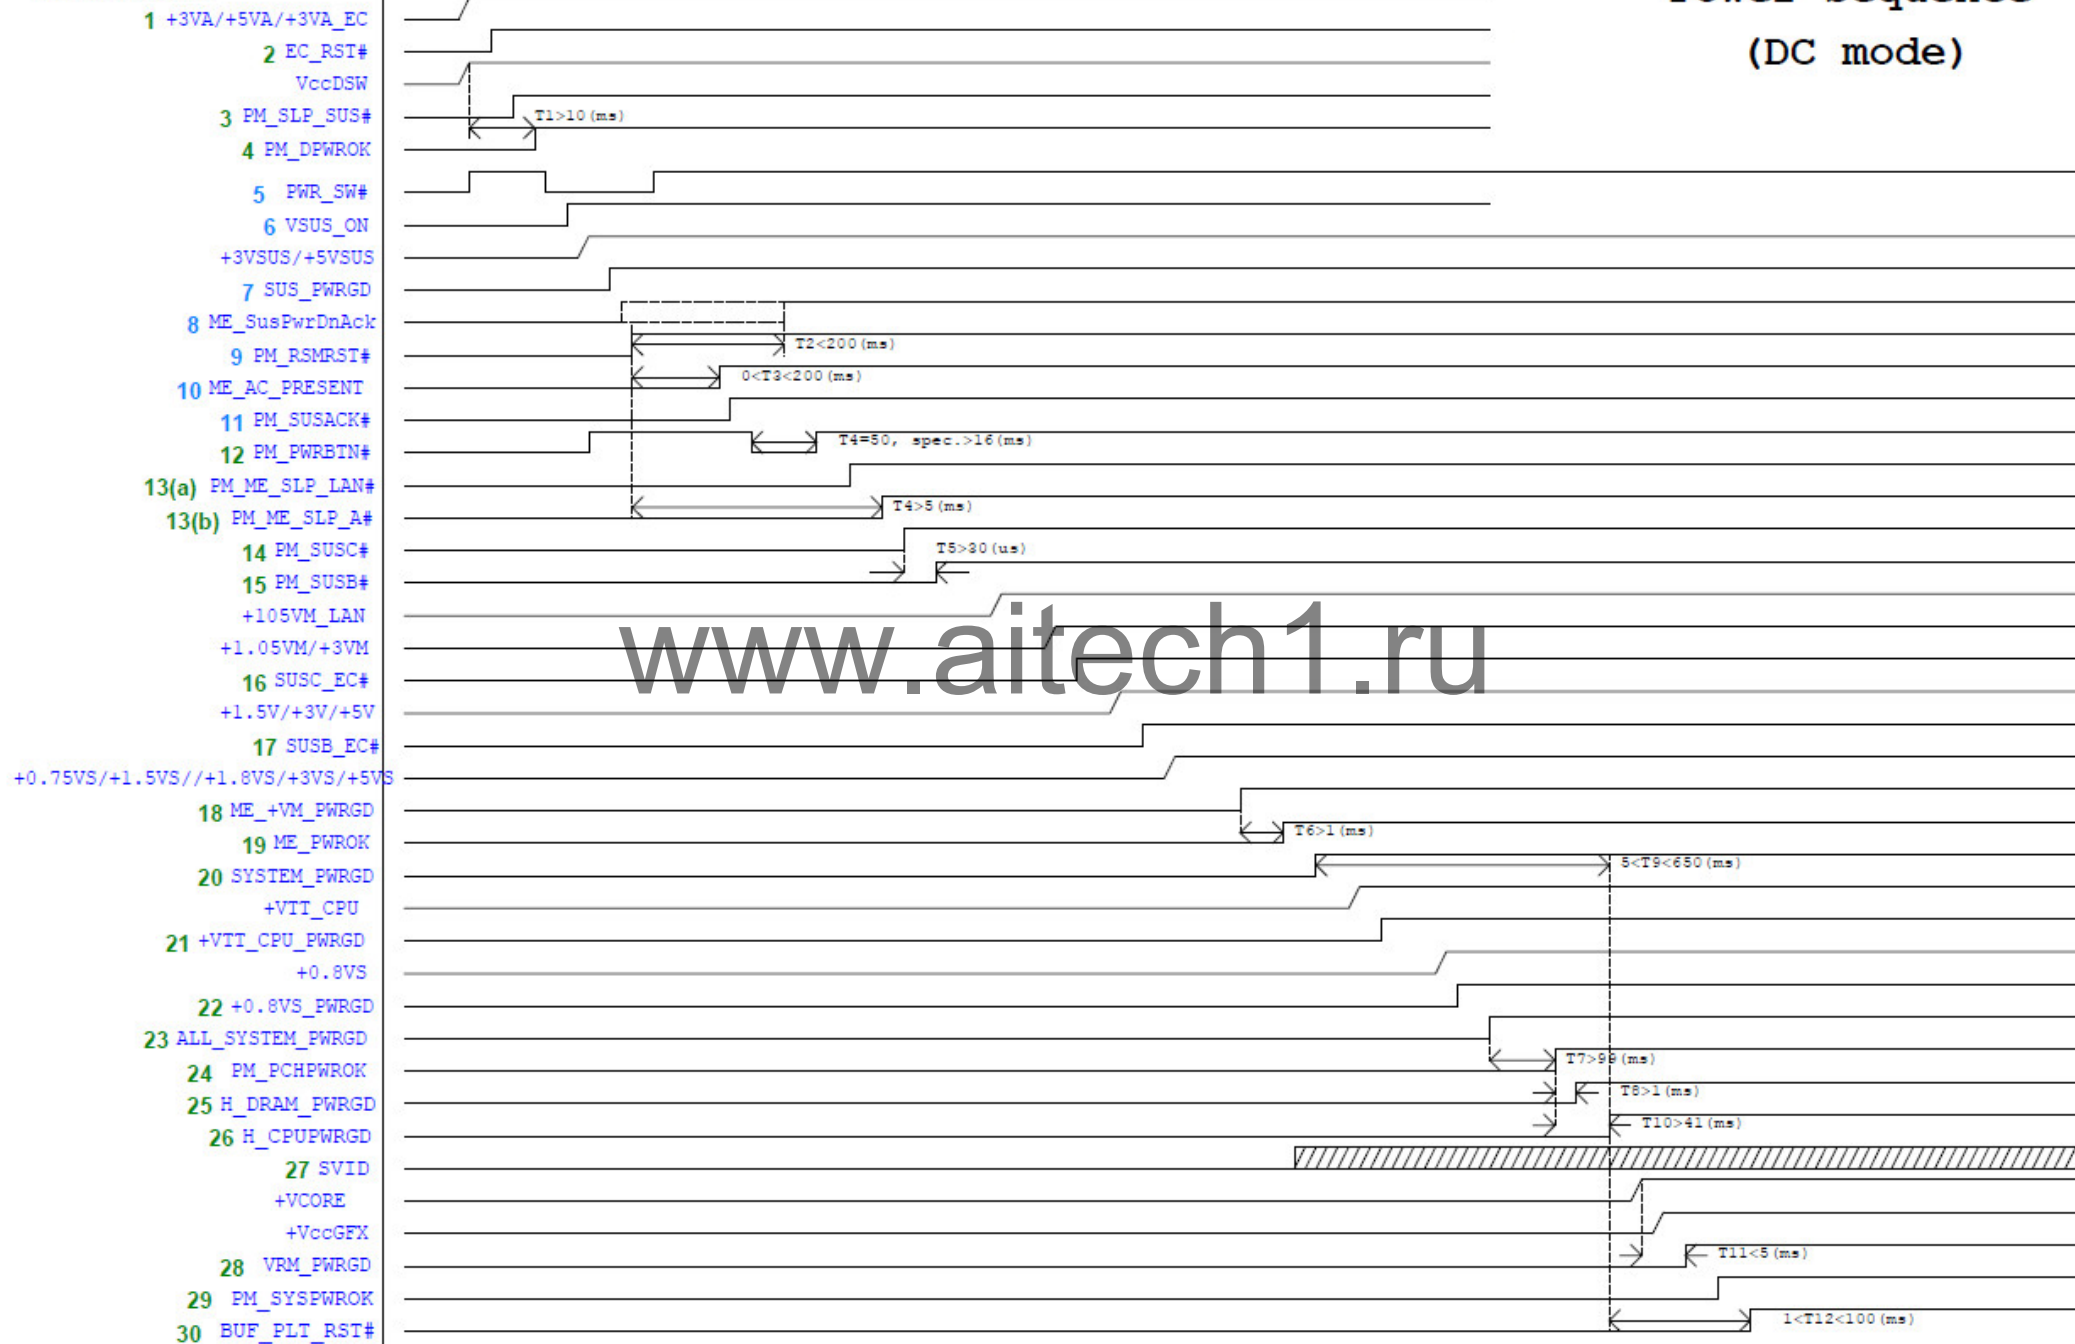 Power Sequence
(DC mode)
1 +3VA/+5VA/+3VA_EC
2 EC_RST#
VccDSW
3 PM_SLP_SUS#
T1>10(ms)
4 PM_DPWROK
5 PWR_SW#
6 VSUS_ON
+3VSUS/+5VSUS
7 SUS_PWRGD
8 ME_SusPwrDnAck
T2<200(ms)
9 PM_RSMRST#
0<T3<200(ms)
10 ME_AC_PRESENT
11 PM_SUSACK#
T4=50, spec.>16(ms)
12 PM_PWRBTN#
13(a) PM_ME_SLP_LAN#
T4>5(ms)
13(b) PM_ME_SLP_A#
14 PM_SUSC#
T5>30(us)
15 PM_SUSB#
+105VM_LAN
+1.05VM/+3VM
www.aitech1.ru
16 SUSC_EC#
+1.5V/+3V/+5V
17 SUSB_EC#
+0.75VS/+1.5VS//+1.8VS/+3VS/+5VS
18 ME_+VM_PWRGD
T6>1(ms)
19 ME_PWROK
5<T9<650(ms)
20 SYSTEM_PWRGD
+VTT_CPU
21 +VTT_CPU_PWRGD
+0.8VS
22 +0.8VS_PWRGD
23 ALL_SYSTEM_PWRGD
T7>99(ms)
24 PM_PCHPWROK
T8>1(ms)
25 H_DRAM_PWRGD
T10>41(ms)
26 H_CPUPWRGD
27 SVID
+VCORE
+VccGFX
T11<5(ms)
28 VRM_PWRGD
29 PM_SYSPWROK
1<T12<100(ms)
30 BUF_PLT_RST#